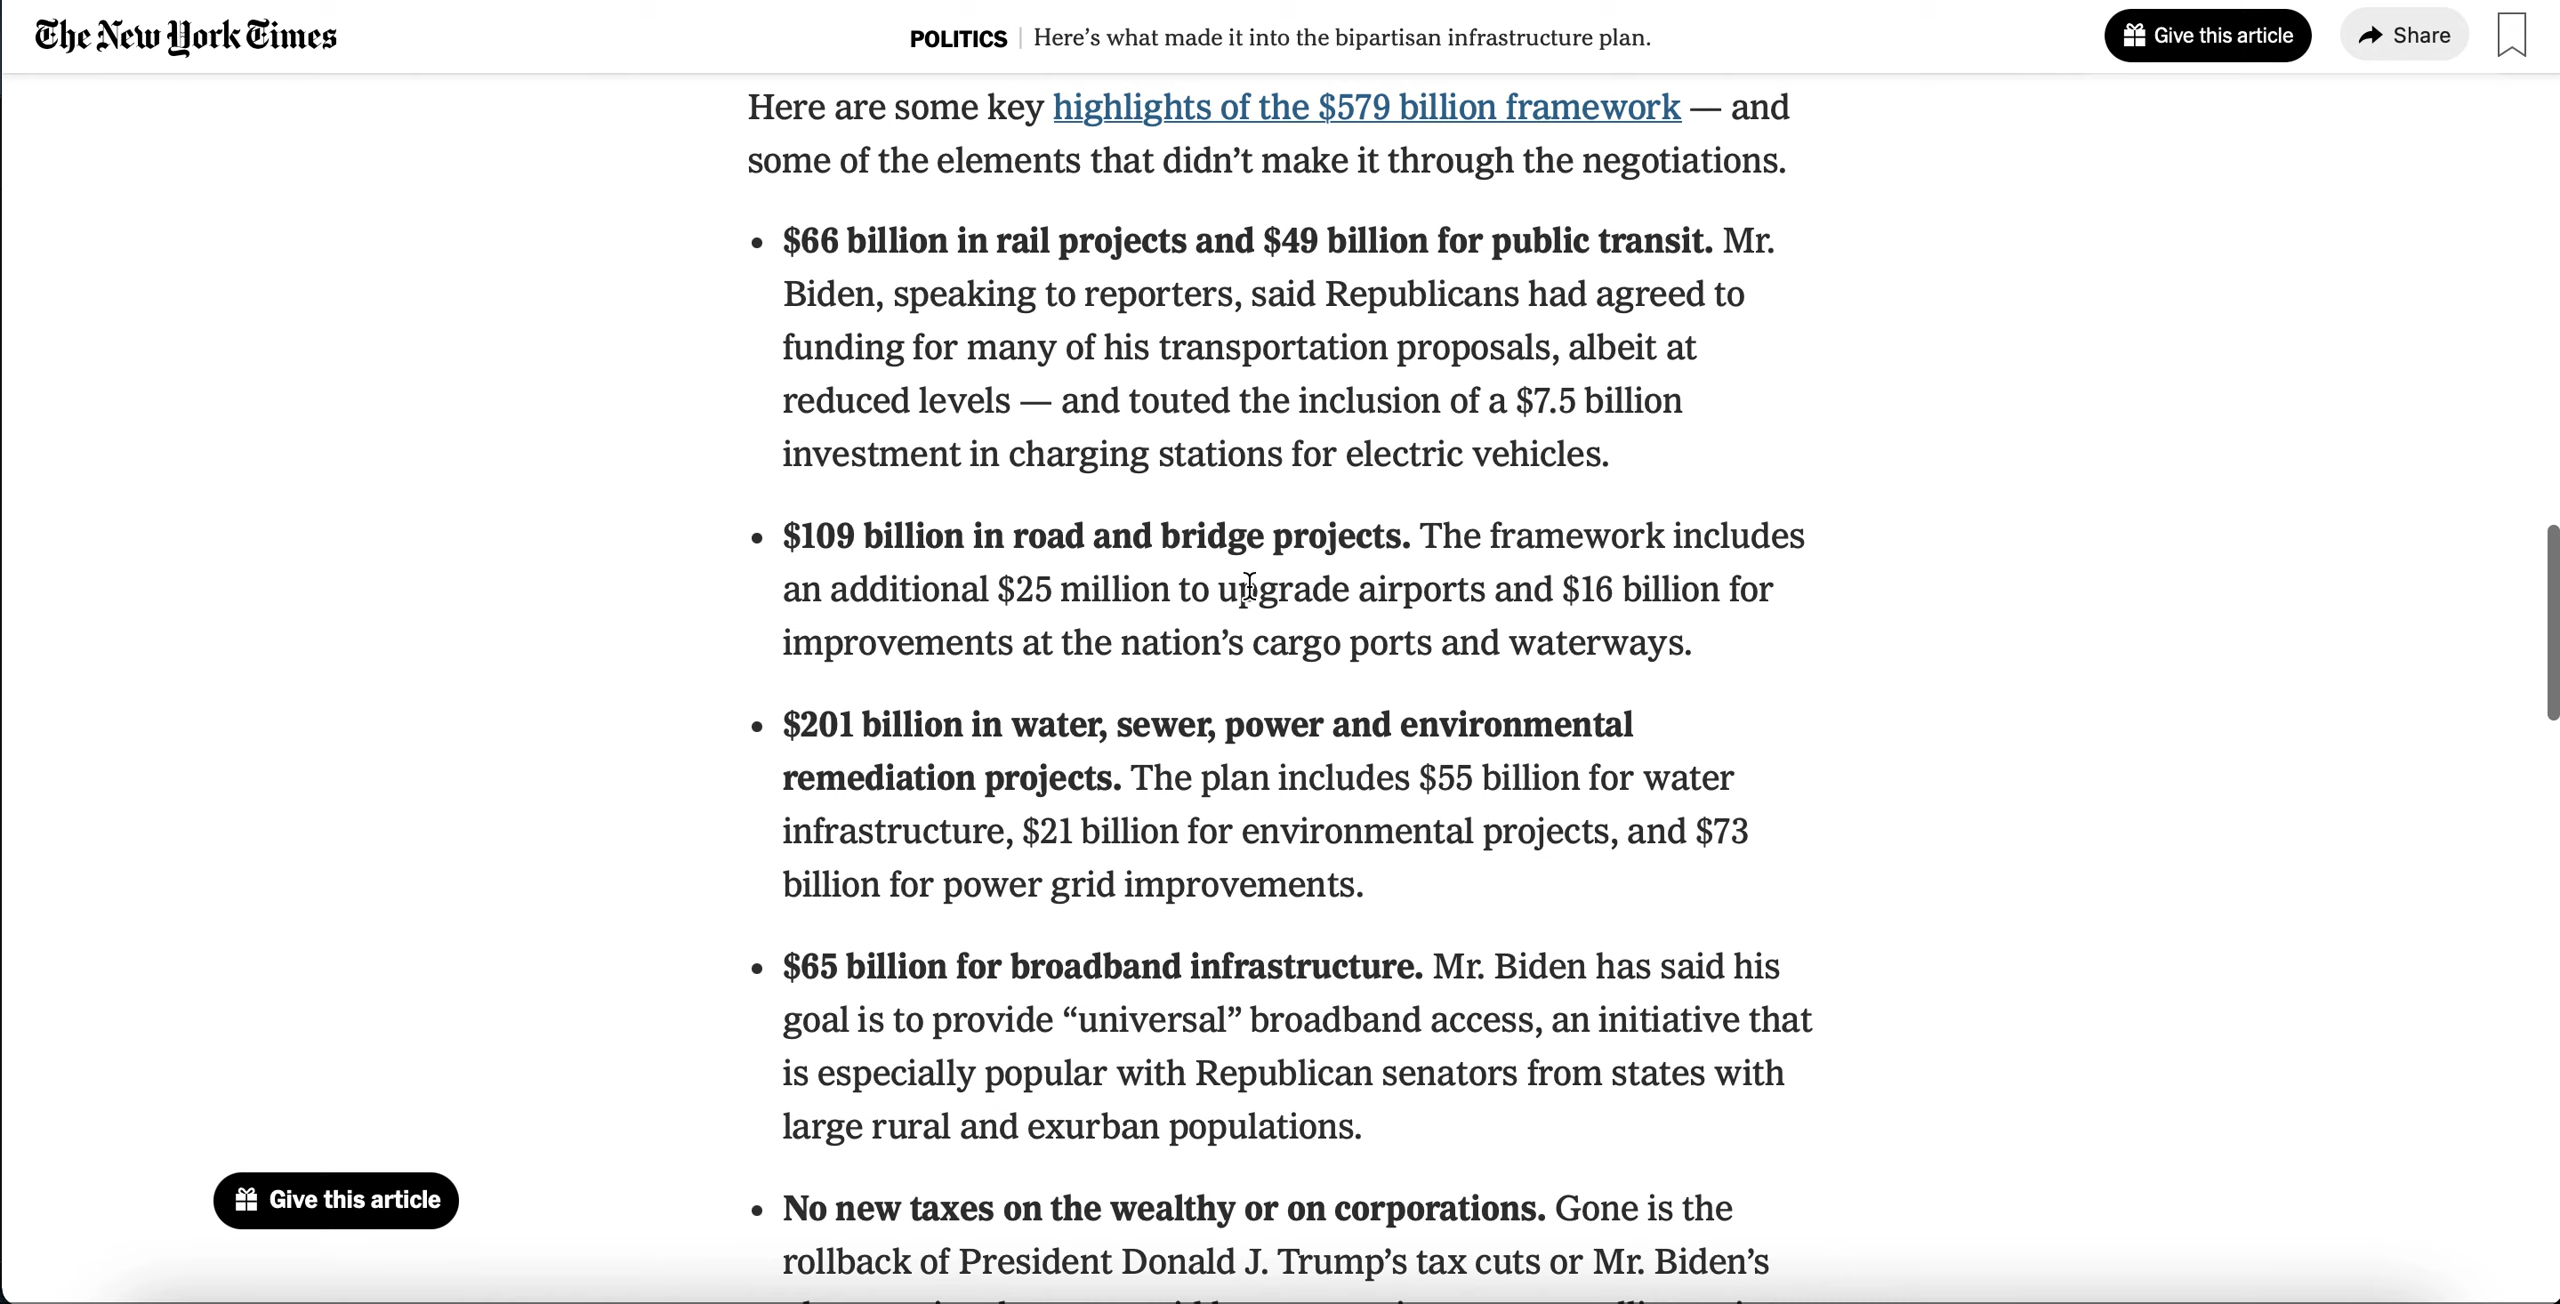 The New York Times
POLITICS | Here’s what made it into the bipartisan infrastructure plan.
Give this article
Share
Here are some key highlights of the $579 billion framework — and
some of the elements that didn’t make it through the negotiations.
• $66 billion in rail projects and $49 billion for public transit. Mr.
Biden, speaking to reporters, said Republicans had agreed to
funding for many of his transportation proposals, albeit at
reduced levels — and touted the inclusion of a $7.5 billion
investment in charging stations for electric vehicles.
• $109 billion in road and bridge projects. The framework includes
an additional $25 million to upgrade airports and $16 billion for
improvements at the nation’s cargo ports and waterways.
• $201 billion in water, sewer, power and environmental
remediation projects. The plan includes $55 billion for water
infrastructure, $21 billion for environmental projects, and $73
billion for power grid improvements.
• $65 billion for broadband infrastructure. Mr. Biden has said his
goal is to provide “universal” broadband access, an initiative that
is especially popular with Republican senators from states with
large rural and exurban populations.
Give this article
• No new taxes on the wealthy or on corporations. Gone is the
rollback of President Donald J. Trump’s tax cuts or Mr. Biden’s